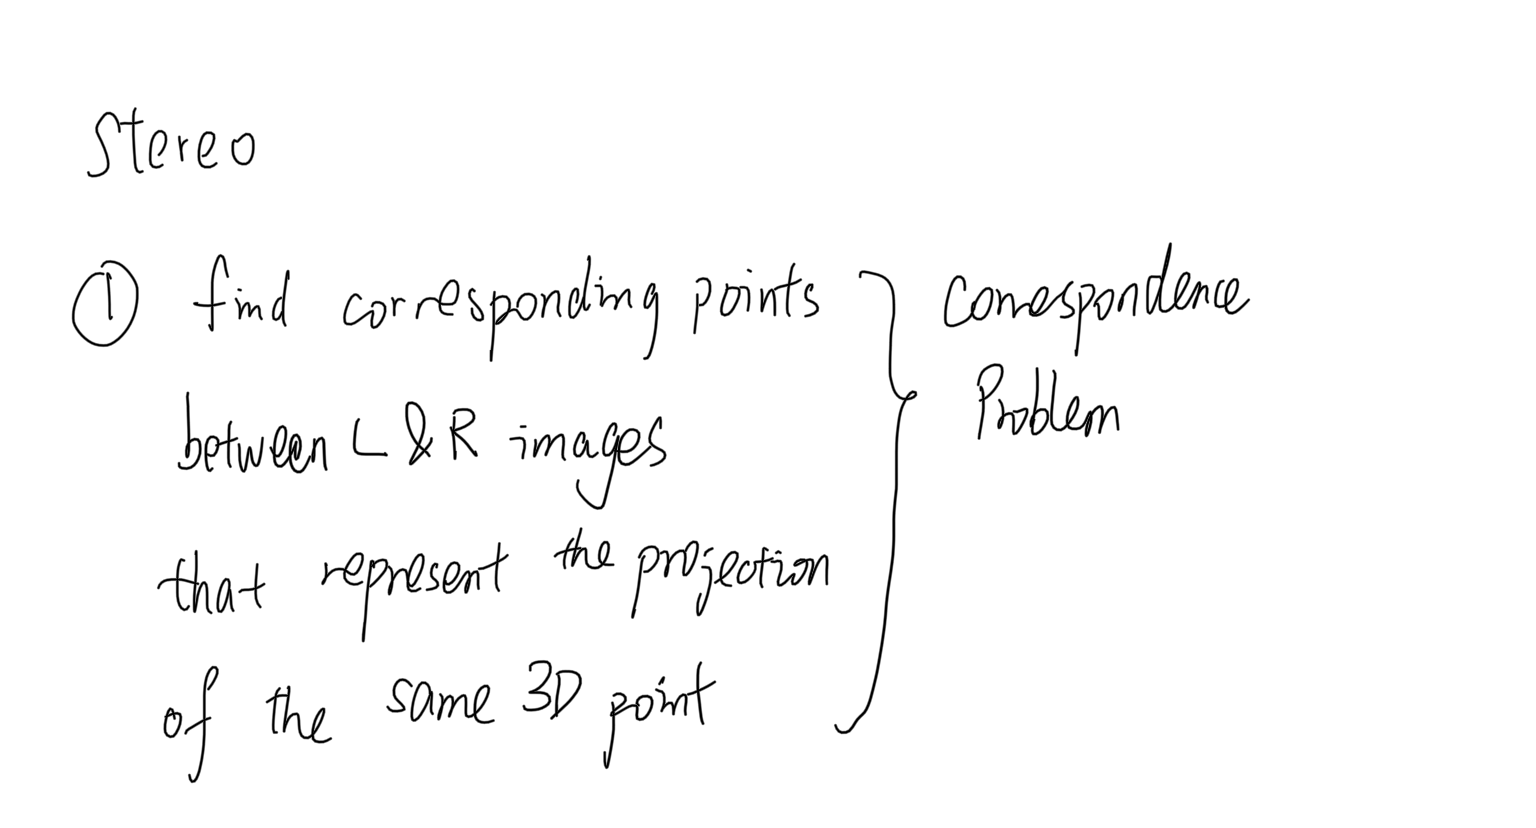 Stereo
① find corresponding points
between L & R images
that represent the projection
of the same 3D point
Correspondence
Problem